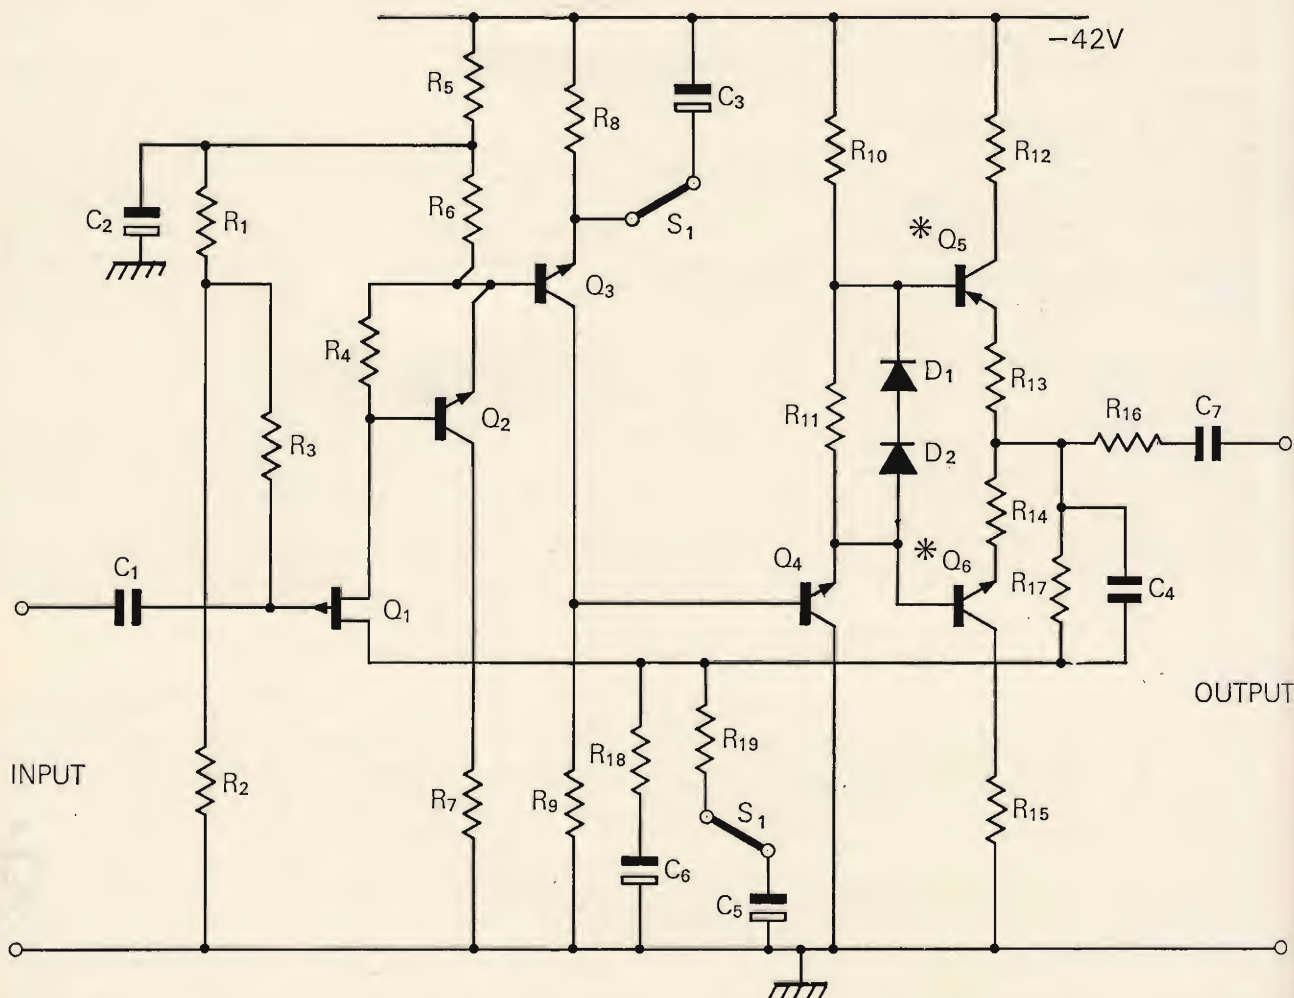 −42V
R5
R8
C3
R10
R12
C2
R1
R6
S1
* Q5
Q3
R4
D1
R13
Q2
R11
R16
C7
R3
D2
R14
C1
Q4
* Q6
R17
C4
Q1
OUTPUT
R18
R19
INPUT
R2
R7
R9
S1
R15
C6
C5